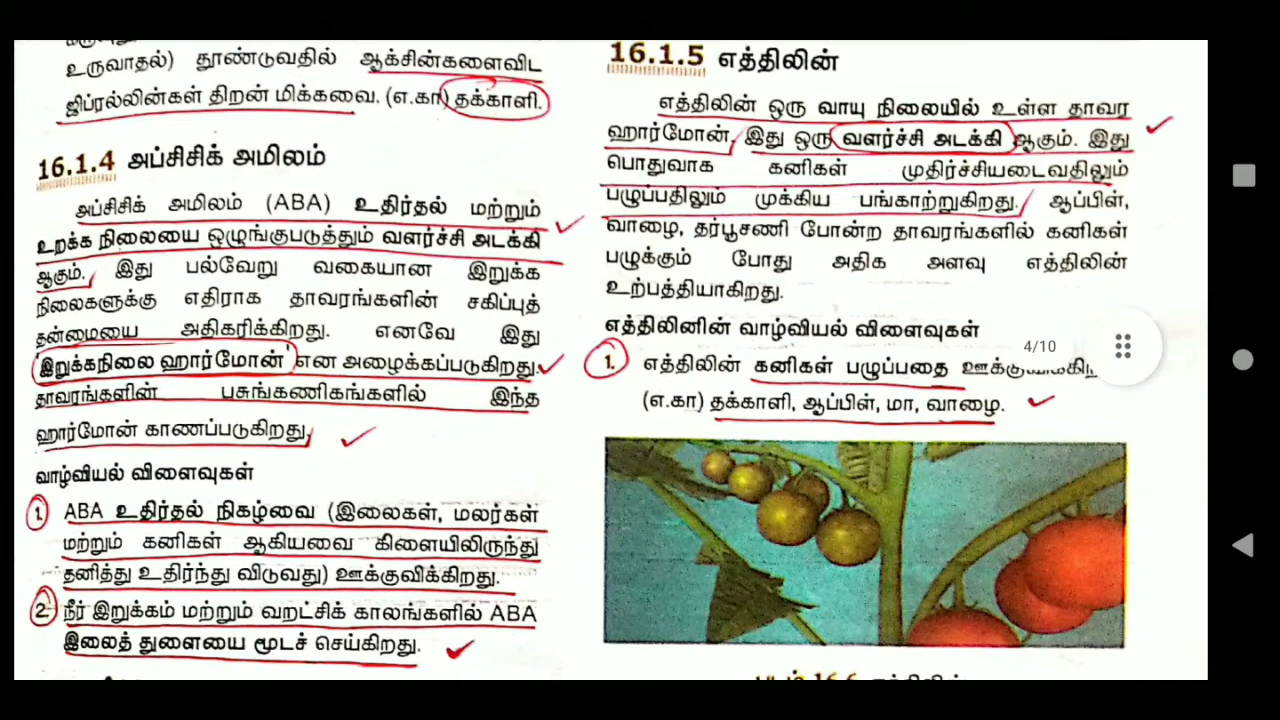 உருவாதல்) தூண்டுவதில் ஆக்சின்களைவிட
ஜிப்ரல்லின்கள் திறன் மிக்கவை. (எ.கா) தக்காளி.
16.1.4 அப்சிசிக் அமிலம்
அப்சிசிக் அமிலம் (ABA) உதிர்தல் மற்றும்
உறக்க நிலையை ஒழுங்குபடுத்தும் வளர்ச்சி அடக்கி
ஆகும். இது பல்வேறு வகையான இறுக்க
நிலைகளுக்கு எதிராக தாவரங்களின் சகிப்புத்
தன்மையை அதிகரிக்கிறது. எனவே இது
'இறுக்கநிலை ஹார்மோன்' என அழைக்கப்படுகிறது.
தாவரங்களின் பசுங்கணிகங்களில் இந்த
ஹார்மோன் காணப்படுகிறது.
வாழ்வியல் விளைவுகள்
1. ABA உதிர்தல் நிகழ்வை (இலைகள், மலர்கள்
மற்றும் கனிகள் ஆகியவை கிளையிலிருந்து
தனித்து உதிர்ந்து விடுவது) ஊக்குவிக்கிறது.
2. நீர் இறுக்கம் மற்றும் வறட்சிக் காலங்களில் ABA
இலைத் துளையை மூடச் செய்கிறது.
16.1.5 எத்திலின்
எத்திலின் ஒரு வாயு நிலையில் உள்ள தாவர
ஹார்மோன். இது ஒரு வளர்ச்சி அடக்கி ஆகும். இது
பொதுவாக கனிகள் முதிர்ச்சியடைவதிலும்
பழுப்பதிலும் முக்கிய பங்காற்றுகிறது. ஆப்பிள்,
வாழை, தர்பூசணி போன்ற தாவரங்களில் கனிகள்
பழுக்கும் போது அதிக அளவு எத்திலின்
உற்பத்தியாகிறது.
எத்திலினின் வாழ்வியல் விளைவுகள்
1. எத்திலின் கனிகள் பழுப்பதை
(எ.கா) தக்காளி, ஆப்பிள், மா, வாழை.
4/10